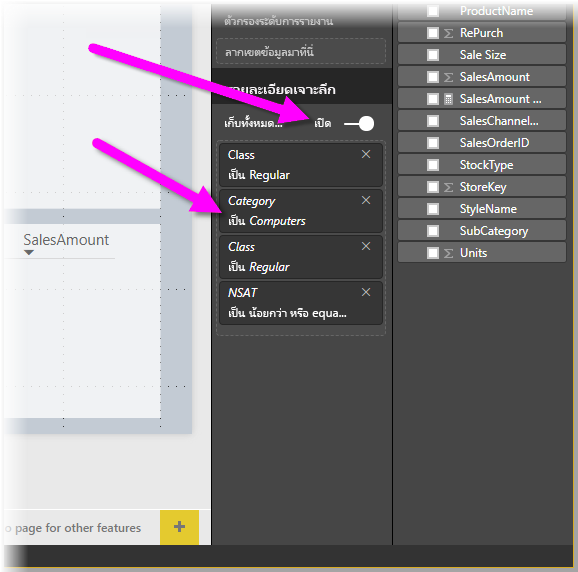 ตัวกรองระดับการรายงาน
ลากเขตข้อมูลมาที่นี่
รายละเอียดเจาะลึก
เก็บทั้งหมด... เปิด
Class
เป็น Regular
Category
เป็น Computers
Class
เป็น Regular
NSAT
เป็น น้อยกว่า หรือ equa...
SalesAmount
o page for other features
+
ProductName
RePurch
Sale Size
SalesAmount
SalesAmount ...
SalesChannel...
SalesOrderID
StockType
StoreKey
StyleName
SubCategory
Units